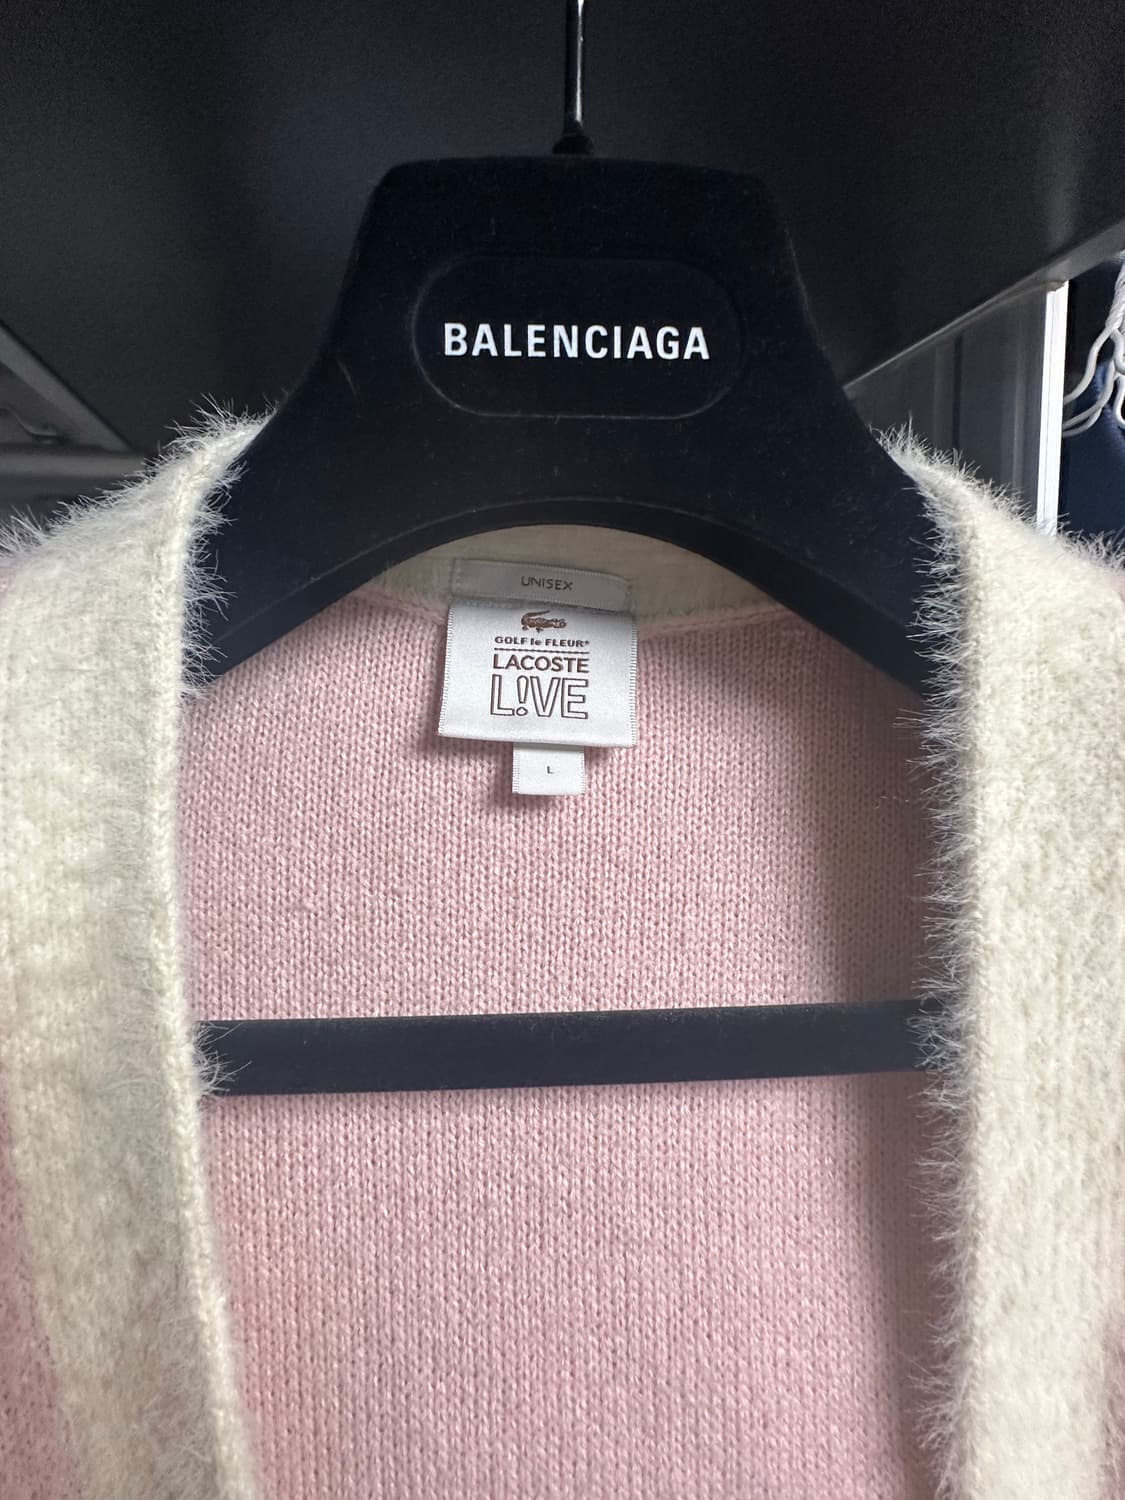 BALENCIAGA
UNISEX
GOLF le FLEUR*
LACOSTE
L!VE
L